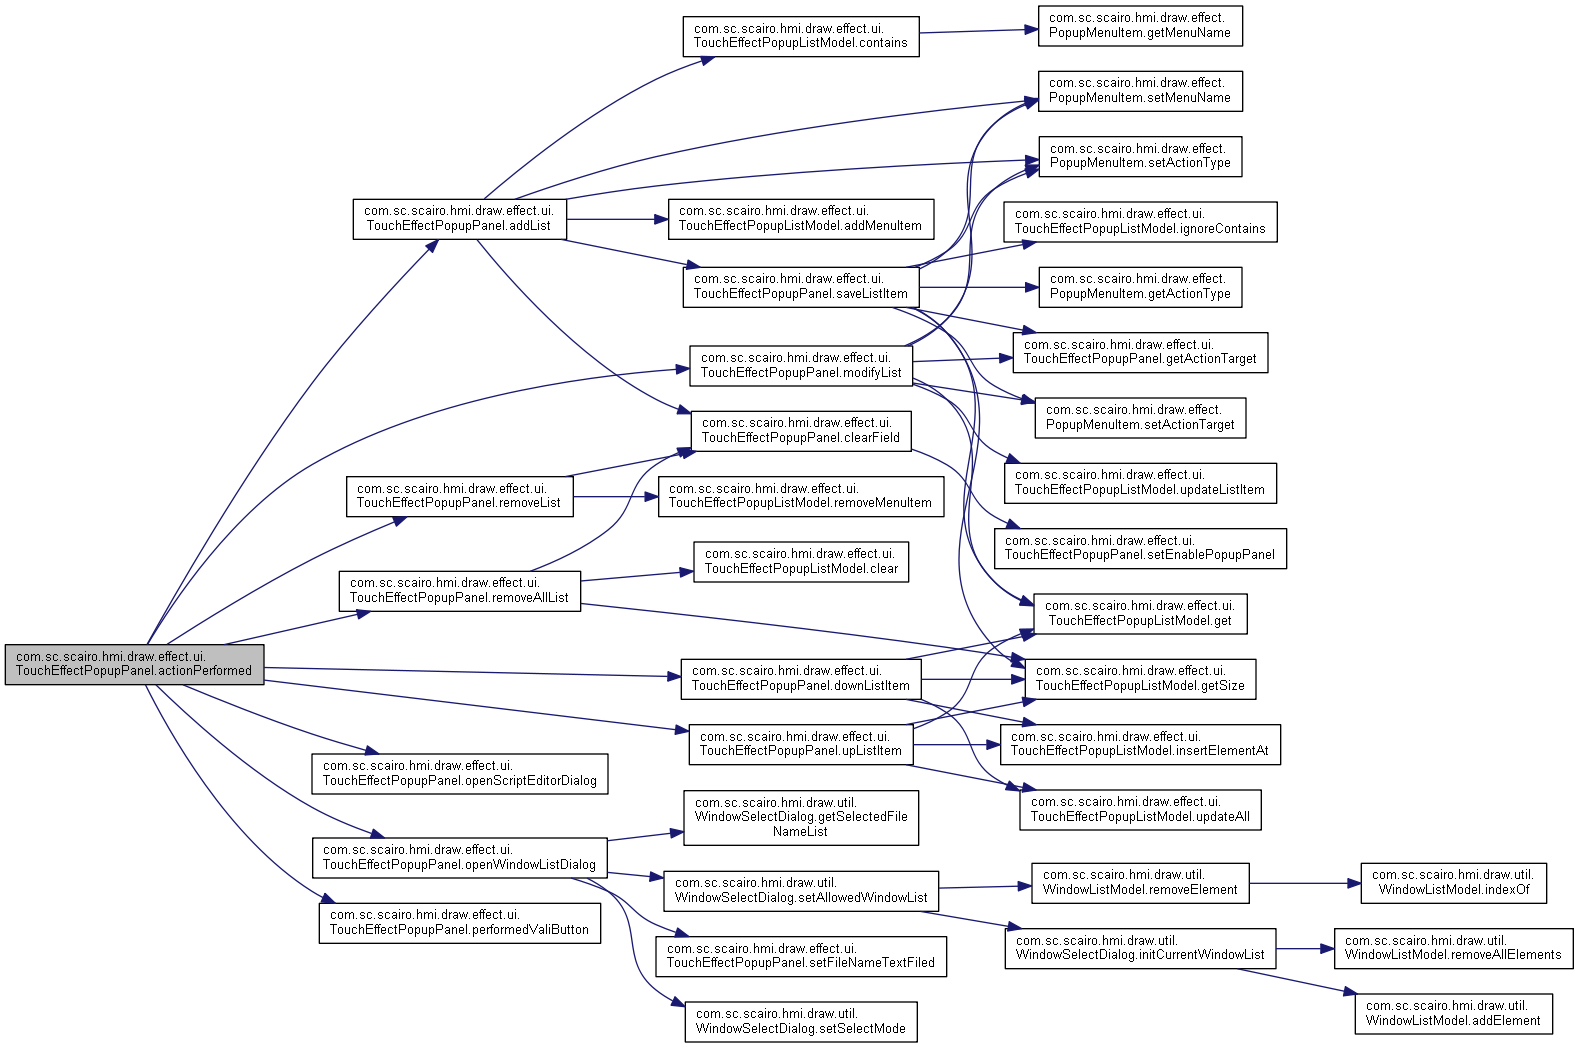 com.sc.scairo.hmi.draw.effect.ui.
TouchEffectPopupPanel.actionPerformed
com.sc.scairo.hmi.draw.effect.ui.
TouchEffectPopupPanel.addList
com.sc.scairo.hmi.draw.effect.ui.
TouchEffectPopupPanel.removeList
com.sc.scairo.hmi.draw.effect.ui.
TouchEffectPopupPanel.removeAllList
com.sc.scairo.hmi.draw.effect.ui.
TouchEffectPopupPanel.openScriptEditorDialog
com.sc.scairo.hmi.draw.effect.ui.
TouchEffectPopupPanel.openWindowListDialog
com.sc.scairo.hmi.draw.effect.ui.
TouchEffectPopupPanel.performedValiButton
com.sc.scairo.hmi.draw.effect.ui.
TouchEffectPopupListModel.contains
com.sc.scairo.hmi.draw.effect.ui.
TouchEffectPopupListModel.addMenuItem
com.sc.scairo.hmi.draw.effect.ui.
TouchEffectPopupPanel.saveListItem
com.sc.scairo.hmi.draw.effect.ui.
TouchEffectPopupPanel.modifyList
com.sc.scairo.hmi.draw.effect.ui.
TouchEffectPopupPanel.clearField
com.sc.scairo.hmi.draw.effect.ui.
TouchEffectPopupListModel.removeMenuItem
com.sc.scairo.hmi.draw.effect.ui.
TouchEffectPopupListModel.clear
com.sc.scairo.hmi.draw.effect.ui.
TouchEffectPopupPanel.downListItem
com.sc.scairo.hmi.draw.effect.ui.
TouchEffectPopupPanel.upListItem
com.sc.scairo.hmi.draw.util.
WindowSelectDialog.getSelectedFile
NameList
com.sc.scairo.hmi.draw.util.
WindowSelectDialog.setAllowedWindowList
com.sc.scairo.hmi.draw.effect.ui.
TouchEffectPopupPanel.setFileNameTextFiled
com.sc.scairo.hmi.draw.util.
WindowSelectDialog.setSelectMode
com.sc.scairo.hmi.draw.effect.
PopupMenuItem.getMenuName
com.sc.scairo.hmi.draw.effect.
PopupMenuItem.setMenuName
com.sc.scairo.hmi.draw.effect.
PopupMenuItem.setActionType
com.sc.scairo.hmi.draw.effect.ui.
TouchEffectPopupListModel.ignoreContains
com.sc.scairo.hmi.draw.effect.
PopupMenuItem.getActionType
com.sc.scairo.hmi.draw.effect.ui.
TouchEffectPopupPanel.getActionTarget
com.sc.scairo.hmi.draw.effect.
PopupMenuItem.setActionTarget
com.sc.scairo.hmi.draw.effect.ui.
TouchEffectPopupListModel.updateListItem
com.sc.scairo.hmi.draw.effect.ui.
TouchEffectPopupPanel.setEnablePopupPanel
com.sc.scairo.hmi.draw.effect.ui.
TouchEffectPopupListModel.get
com.sc.scairo.hmi.draw.effect.ui.
TouchEffectPopupListModel.getSize
com.sc.scairo.hmi.draw.effect.ui.
TouchEffectPopupListModel.insertElementAt
com.sc.scairo.hmi.draw.effect.ui.
TouchEffectPopupListModel.updateAll
com.sc.scairo.hmi.draw.util.
WindowListModel.removeElement
com.sc.scairo.hmi.draw.util.
WindowSelectDialog.initCurrentWindowList
com.sc.scairo.hmi.draw.util.
WindowListModel.indexOf
com.sc.scairo.hmi.draw.util.
WindowListModel.removeAllElements
com.sc.scairo.hmi.draw.util.
WindowListModel.addElement